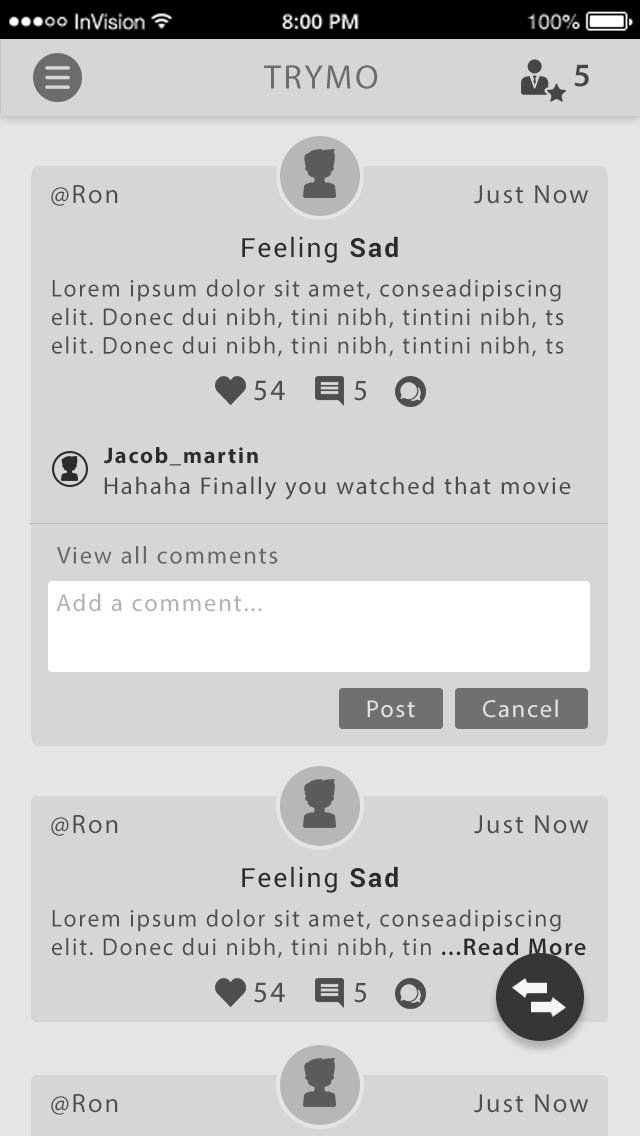 InVision 8:00 PM 100%
TRYMO 5
@Ron Just Now
Feeling Sad
Lorem ipsum dolor sit amet, conseadipiscing
elit. Donec dui nibh, tini nibh, tintini nibh, ts
elit. Donec dui nibh, tini nibh, tintini nibh, ts
54 5
Jacob_martin
Hahaha Finally you watched that movie
View all comments
Add a comment...
Post Cancel
@Ron Just Now
Feeling Sad
Lorem ipsum dolor sit amet, conseadipiscing
elit. Donec dui nibh, tini nibh, tin ...Read More
54 5
@Ron Just Now